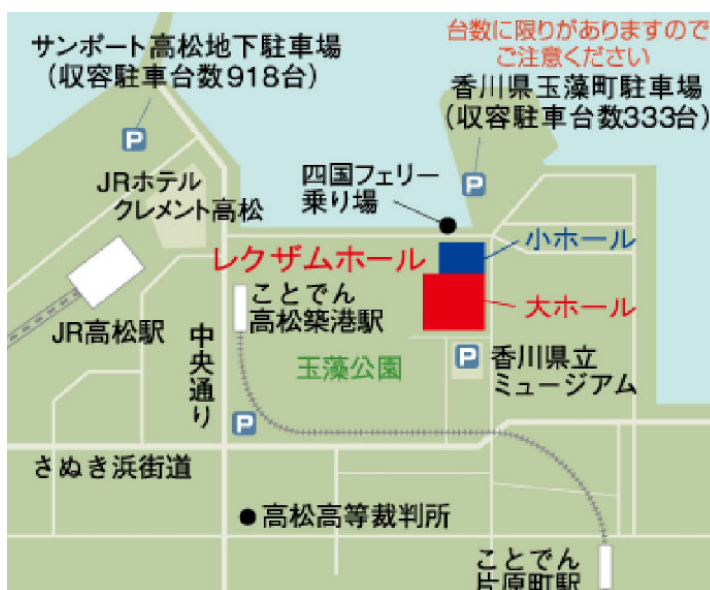 台数に限りがありますので
ご注意ください
サンポート高松地下駐車場
（収容駐車台数918台）
香川県玉藻町駐車場
（収容駐車台数333台）
P
P
JRホテル
クレメント高松
四国フェリー
乗り場
小ホール
レクザムホール
大ホール
ことでん
高松築港駅
JR高松駅
中央通り
玉藻公園
P
香川県立
ミュージアム
P
さぬき浜街道
高松高等裁判所
ことでん
片原町駅